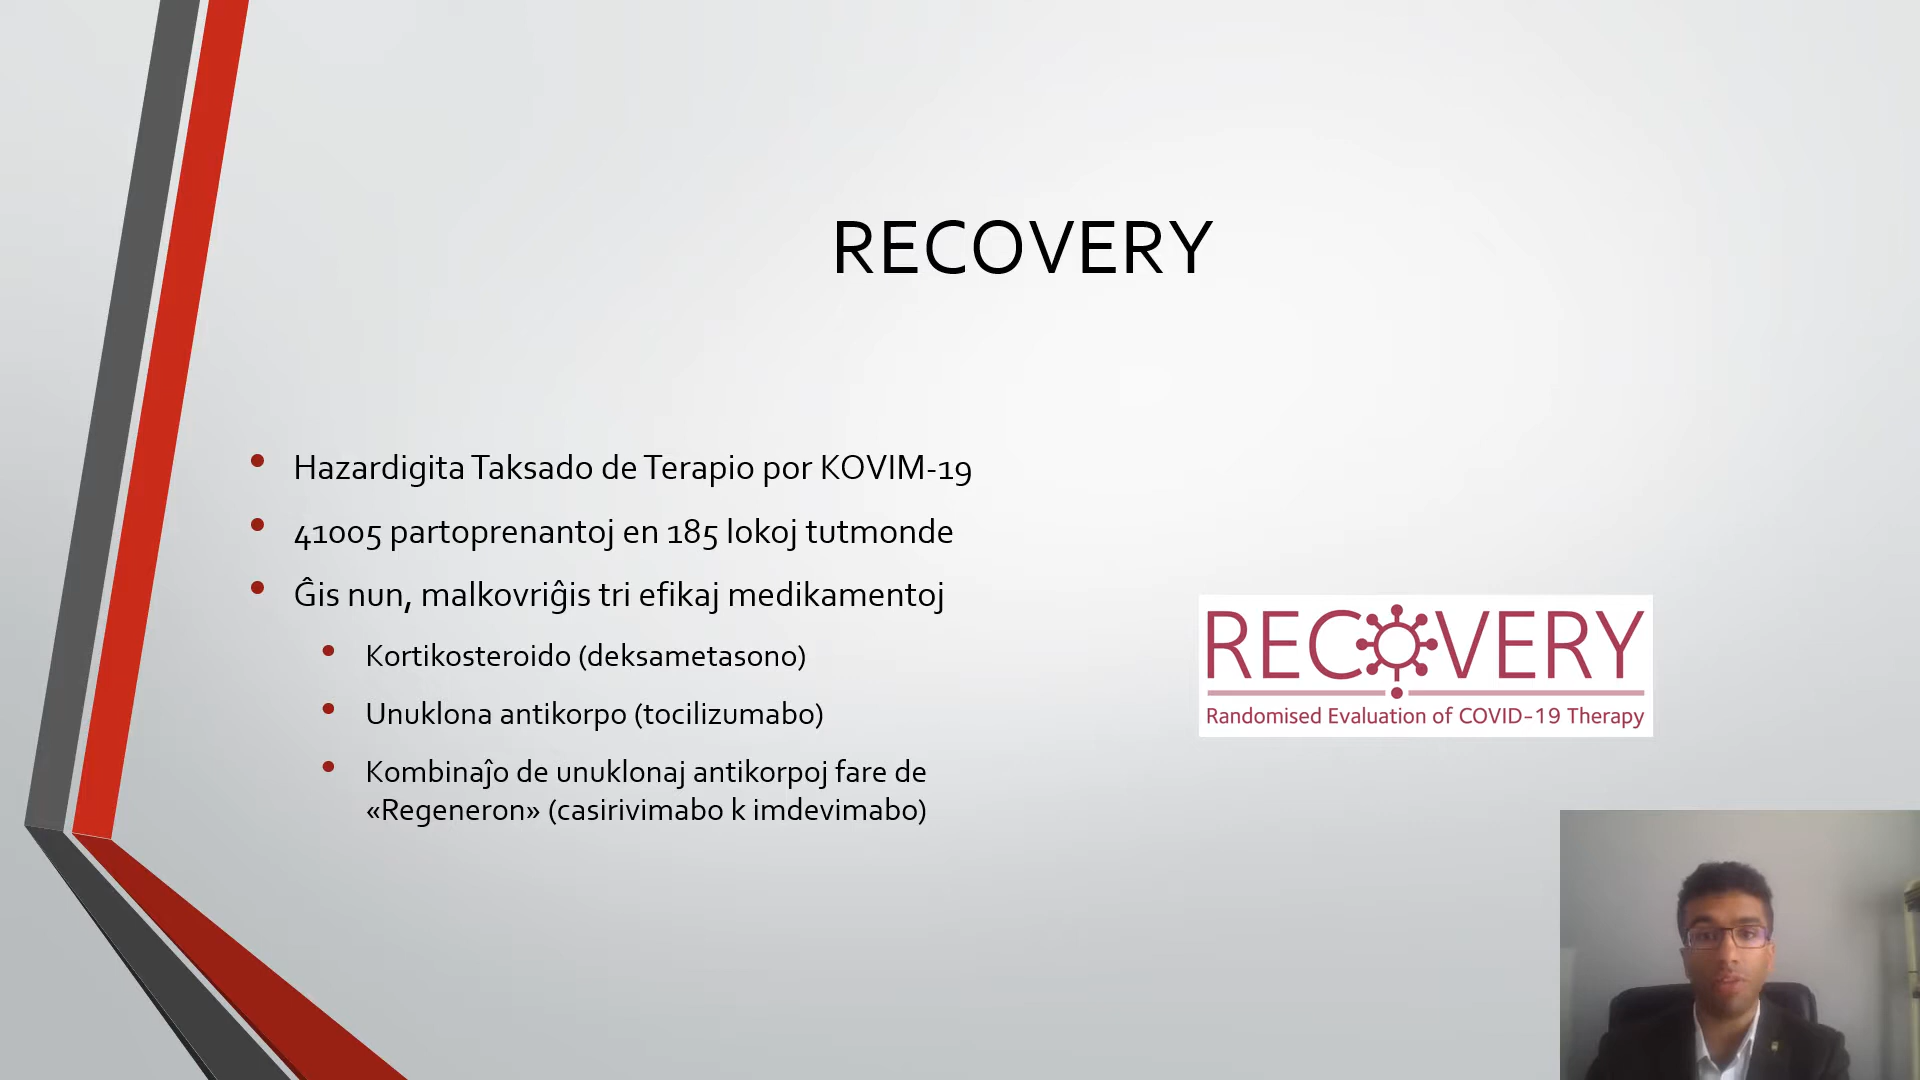 RECOVERY
Hazardigita Taksado de Terapio por KOVIM-19
41005 partoprenantoj en 185 lokoj tutmonde
Ĝis nun, malkovriĝis tri efikaj medikamentoj
Kortikosteroido (deksametasono)
Unuklona antikorpo (tocilizumabo)
Kombinaĵo de unuklonaj antikorpoj fare de
«Regeneron» (casirivimabo k imdevimabo)
RECOVERY
Randomised Evaluation of COVID-19 Therapy